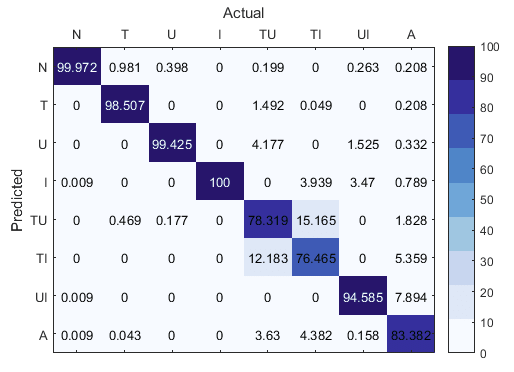 Actual
N T U I TU TI UI A
N 99.972 0.981 0.398 0 0.199 0 0.263 0.208
T 0 98.507 0 0 1.492 0.049 0 0.208
U 0 0 99.425 0 4.177 0 1.525 0.332
I 0.009 0 0 100 0 3.939 3.47 0.789
TU 0 0.469 0.177 0 78.319 15.165 0 1.828
TI 0 0 0 0 12.183 76.465 0 5.359
UI 0.009 0 0 0 0 0 94.585 7.894
A 0.009 0.043 0 0 3.63 4.382 0.158 83.382
Predicted
100
90
80
70
60
50
40
30
20
10
0